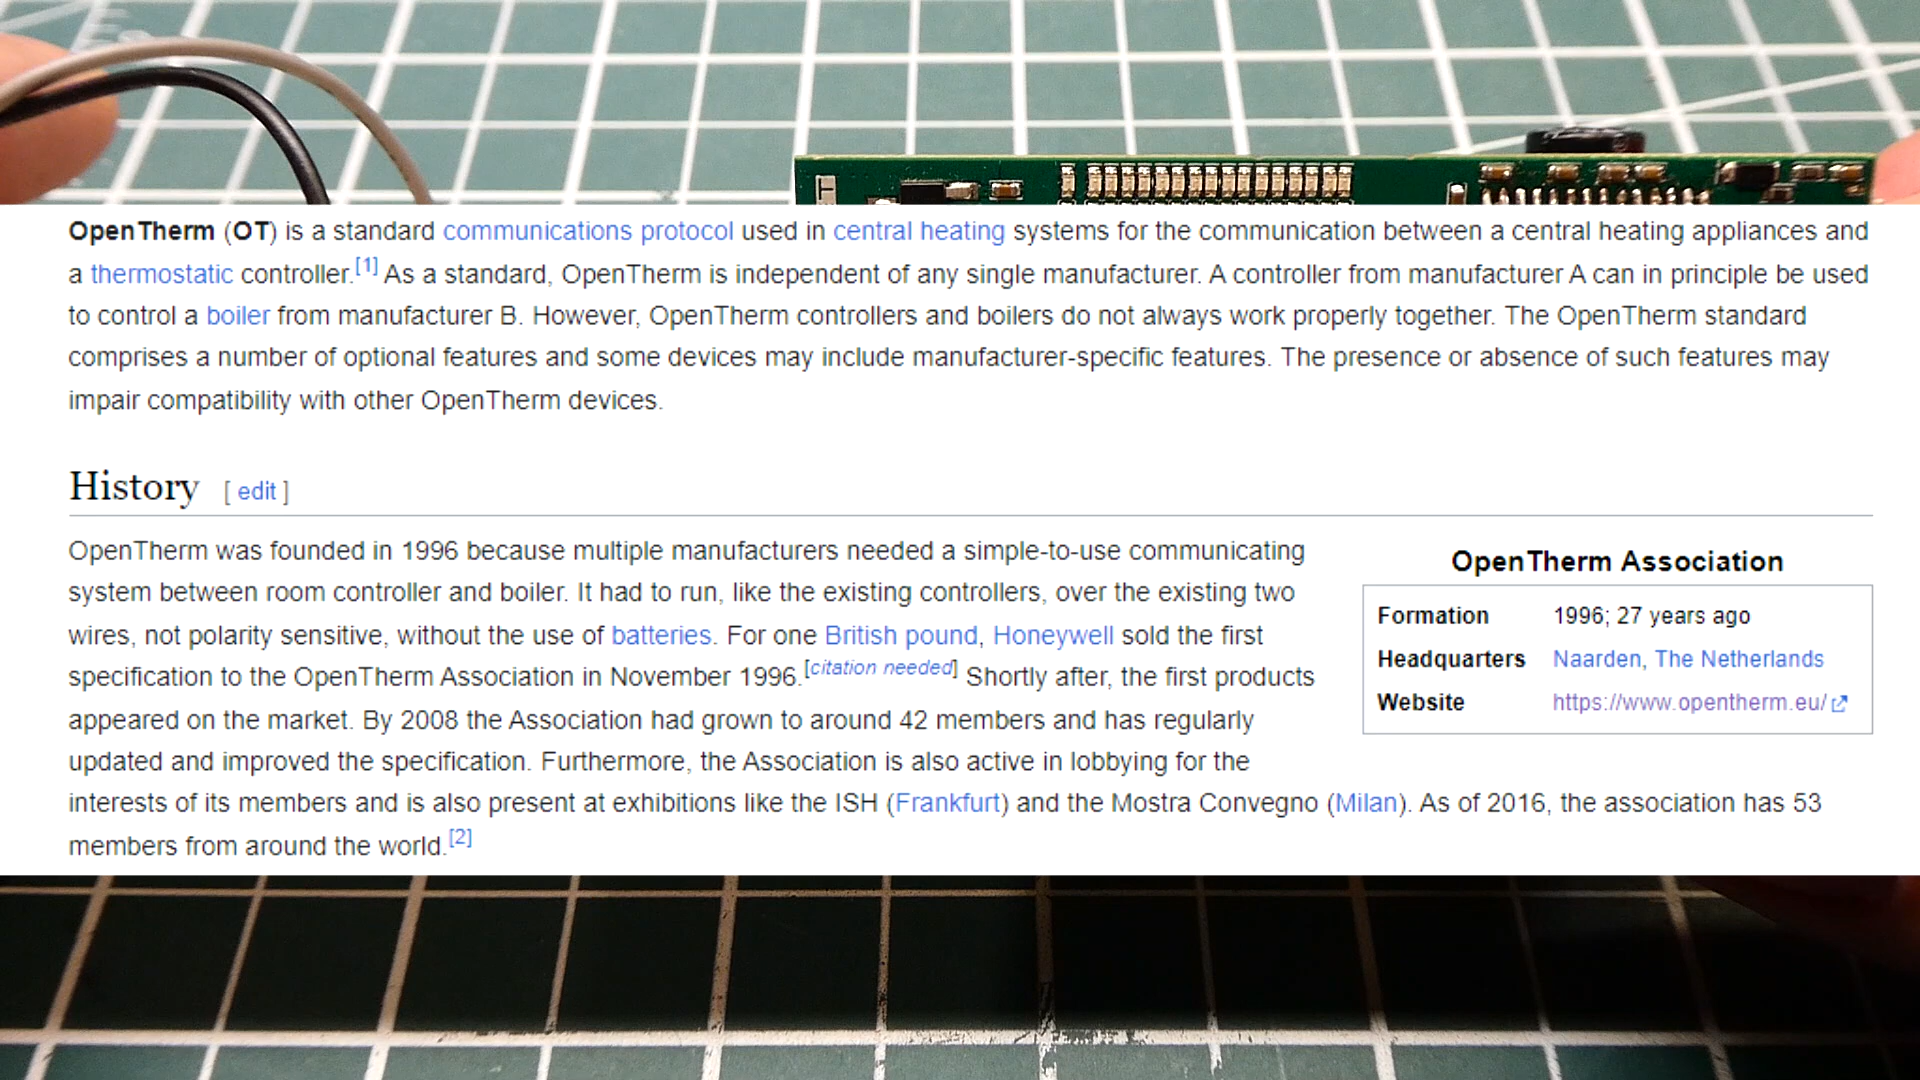 OpenTherm (OT) is a standard communications protocol used in central heating systems for the communication between a central heating appliances and
a thermostatic controller.[1] As a standard, OpenTherm is independent of any single manufacturer. A controller from manufacturer A can in principle be used
to control a boiler from manufacturer B. However, OpenTherm controllers and boilers do not always work properly together. The OpenTherm standard
comprises a number of optional features and some devices may include manufacturer-specific features. The presence or absence of such features may
impair compatibility with other OpenTherm devices.
History [ edit ]
OpenTherm was founded in 1996 because multiple manufacturers needed a simple-to-use communicating
system between room controller and boiler. It had to run, like the existing controllers, over the existing two
wires, not polarity sensitive, without the use of batteries. For one British pound, Honeywell sold the first
specification to the OpenTherm Association in November 1996.[citation needed] Shortly after, the first products
appeared on the market. By 2008 the Association had grown to around 42 members and has regularly
updated and improved the specification. Furthermore, the Association is also active in lobbying for the
interests of its members and is also present at exhibitions like the ISH (Frankfurt) and the Mostra Convegno (Milan). As of 2016, the association has 53
members from around the world.[2]
OpenTherm Association
Formation 1996; 27 years ago
Headquarters Naarden, The Netherlands
Website https://www.opentherm.eu/